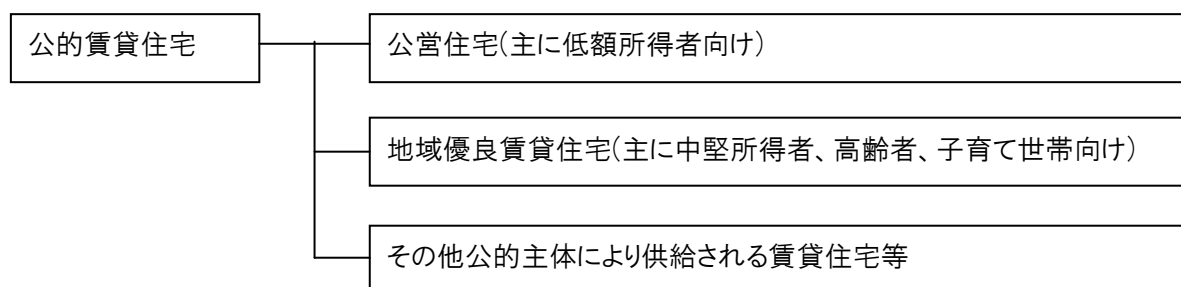 公的賃貸住宅
公営住宅(主に低額所得者向け)
地域優良賃貸住宅(主に中堅所得者、高齢者、子育て世帯向け)
その他公的主体により供給される賃貸住宅等